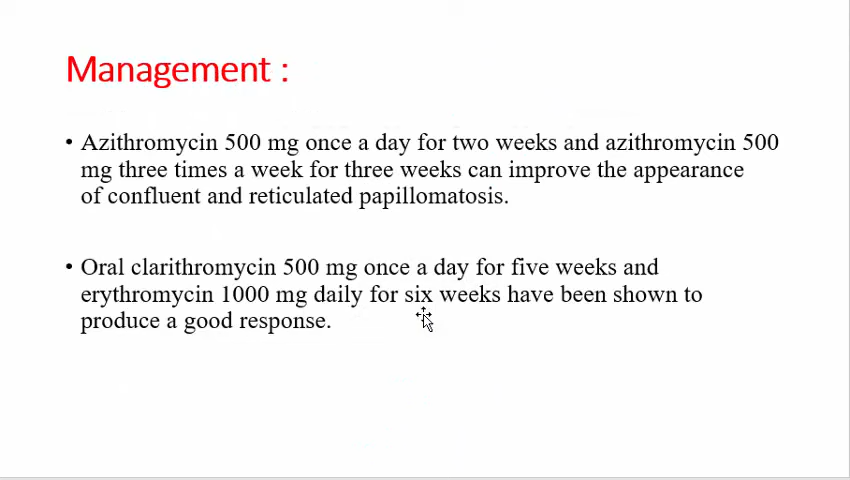 Management :
• Azithromycin 500 mg once a day for two weeks and azithromycin 500
mg three times a week for three weeks can improve the appearance
of confluent and reticulated papillomatosis.
• Oral clarithromycin 500 mg once a day for five weeks and
erythromycin 1000 mg daily for six weeks have been shown to
produce a good response.